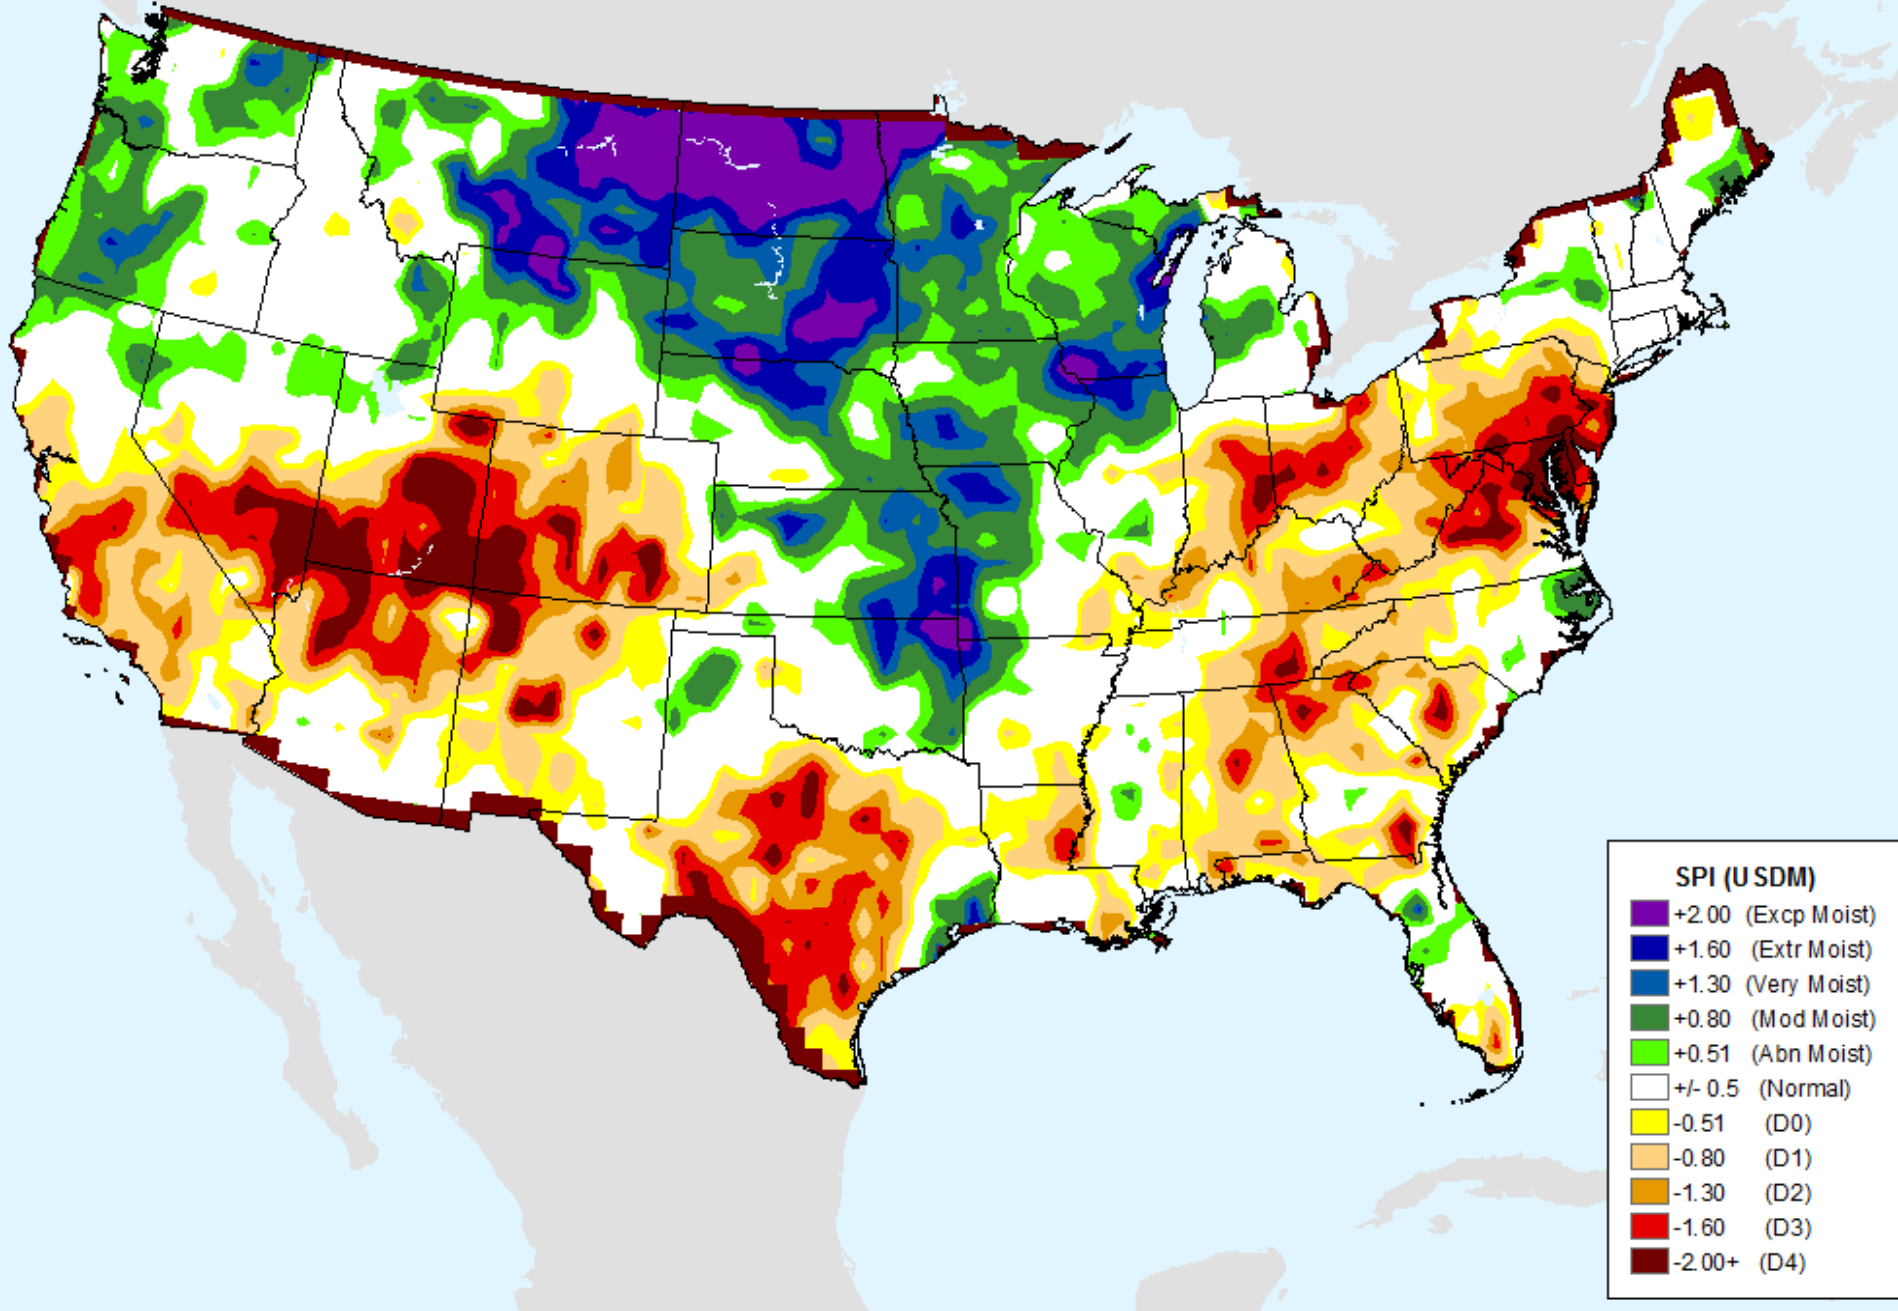 SPI (USDM)
+2.00 (Excp Moist)
+1.60 (Extr Moist)
+1.30 (Very Moist)
+0.80 (Mod Moist)
+0.51 (Abn Moist)
+/- 0.5 (Normal)
-0.51 (D0)
-0.80 (D1)
-1.30 (D2)
-1.60 (D3)
-2.00+ (D4)